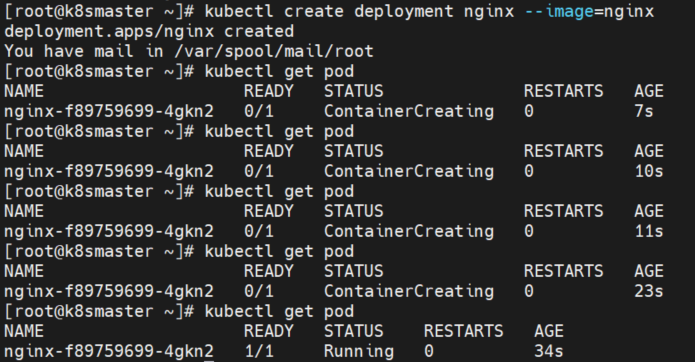 [root@k8smaster ~]# kubectl create deployment nginx --image=nginx
deployment.apps/nginx created
You have mail in /var/spool/mail/root
[root@k8smaster ~]# kubectl get pod
NAME                    READY   STATUS              RESTARTS   AGE
nginx-f89759699-4gkn2   0/1     ContainerCreating   0          7s
[root@k8smaster ~]# kubectl get pod
NAME                    READY   STATUS              RESTARTS   AGE
nginx-f89759699-4gkn2   0/1     ContainerCreating   0          10s
[root@k8smaster ~]# kubectl get pod
NAME                    READY   STATUS              RESTARTS   AGE
nginx-f89759699-4gkn2   0/1     ContainerCreating   0          11s
[root@k8smaster ~]# kubectl get pod
NAME                    READY   STATUS              RESTARTS   AGE
nginx-f89759699-4gkn2   0/1     ContainerCreating   0          23s
[root@k8smaster ~]# kubectl get pod
NAME                    READY   STATUS    RESTARTS   AGE
nginx-f89759699-4gkn2   1/1     Running   0          34s